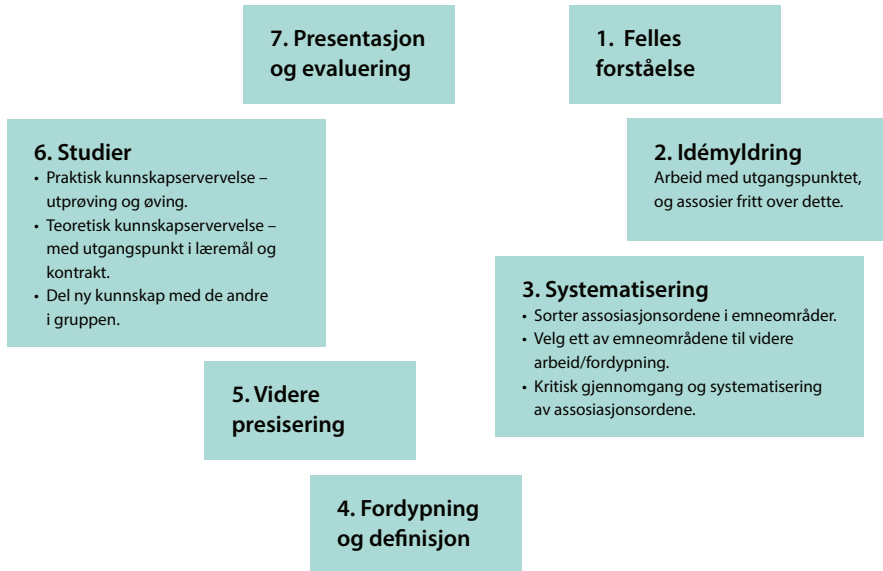 1. Felles
forståelse
2. Idémyldring
Arbeid med utgangspunktet,
og assosier fritt over dette.
3. Systematisering
• Sorter assosiasjonsordene i emneområder.
• Velg ett av emneområdene til videre
arbeid/fordypning.
• Kritisk gjennomgang og systematisering
av assosiasjonsordene.
4. Fordypning
og definisjon
5. Videre
presisering
6. Studier
• Praktisk kunnskapservervelse –
utprøving og øving.
• Teoretisk kunnskapservervelse –
med utgangspunkt i læremål og
kontrakt.
• Del ny kunnskap med de andre
i gruppen.
7. Presentasjon
og evaluering